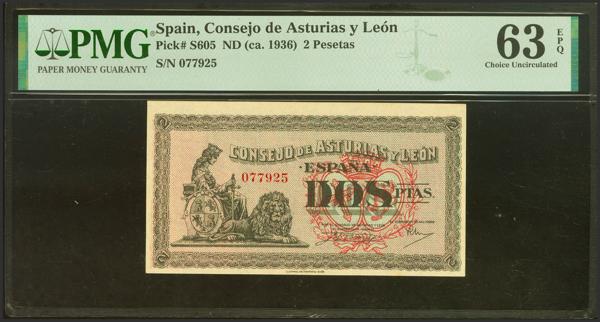 PMG
PAPER MONEY GUARANTY
Spain, Consejo de Asturias y León
Pick# S605 ND (ca. 1936) 2 Pesetas
S/N 077925
63
EPQ
Choice Uncirculated
CONSEJO DE ASTURIAS Y LEÓN
ESPAÑA
077925
DOS PTAS.